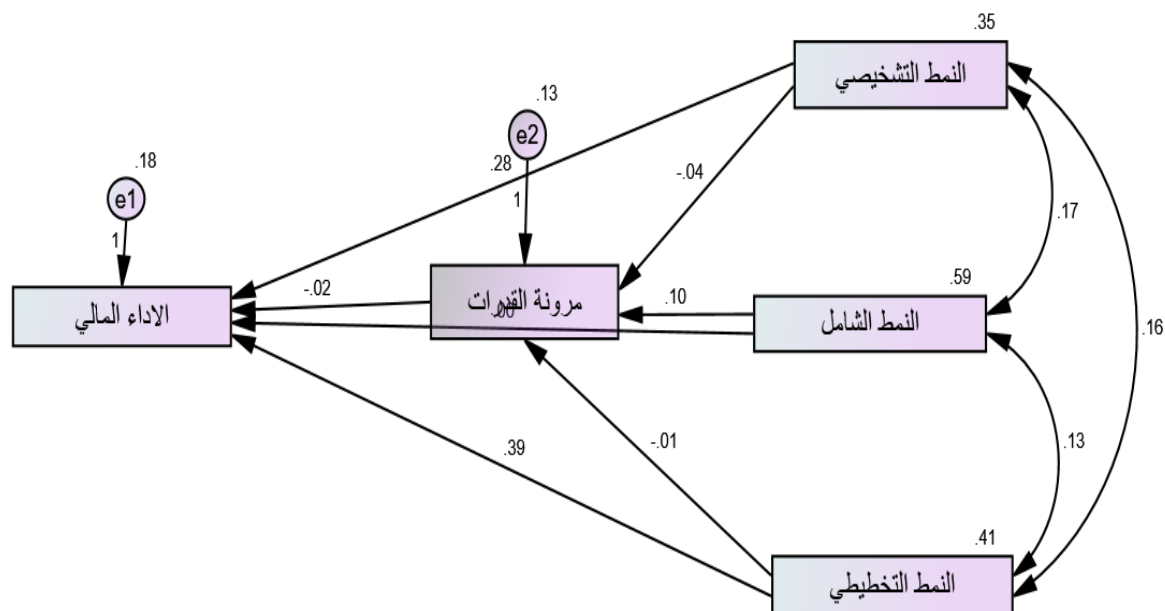 .35
النمط التشخيصي
.13
e2
.18
e1
.28
-.04
1
.17
1
مرونة القدرات
.59
-.02
.10
النمط الشامل
الاداء المالي
.00
.16
.39
-.01
.13
.41
النمط التخطيطي